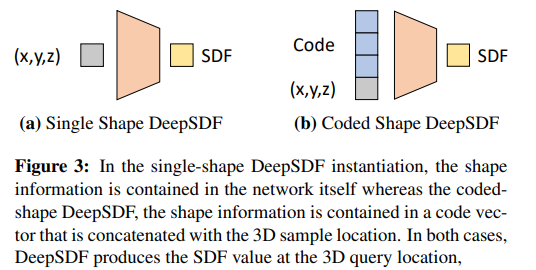 (x,y,z)
SDF
(a) Single Shape DeepSDF
Code
(x,y,z)
SDF
(b) Coded Shape DeepSDF
Figure 3: In the single-shape DeepSDF instantiation, the shape
information is contained in the network itself whereas the coded-
shape DeepSDF, the shape information is contained in a code vec-
tor that is concatenated with the 3D sample location. In both cases,
DeepSDF produces the SDF value at the 3D query location,